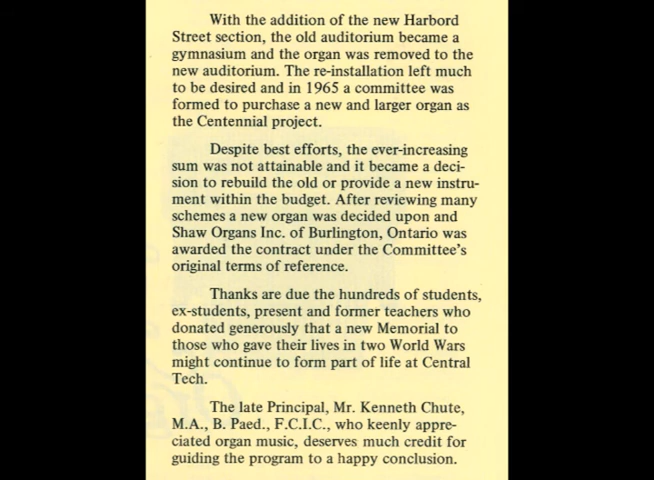 With the addition of the new Harbord
Street section, the old auditorium became a
gymnasium and the organ was removed to the
new auditorium. The re-installation left much
to be desired and in 1965 a committee was
formed to purchase a new and larger organ as
the Centennial project.
Despite best efforts, the ever-increasing
sum was not attainable and it became a deci-
sion to rebuild the old or provide a new instru-
ment within the budget. After reviewing many
schemes a new organ was decided upon and
Shaw Organs Inc. of Burlington, Ontario was
awarded the contract under the Committee's
original terms of reference.
Thanks are due the hundreds of students,
ex-students, present and former teachers who
donated generously that a new Memorial to
those who gave their lives in two World Wars
might continue to form part of life at Central
Tech.
The late Principal, Mr. Kenneth Chute,
M.A., B. Paed., F.C.I.C., who keenly appre-
ciated organ music, deserves much credit for
guiding the program to a happy conclusion.